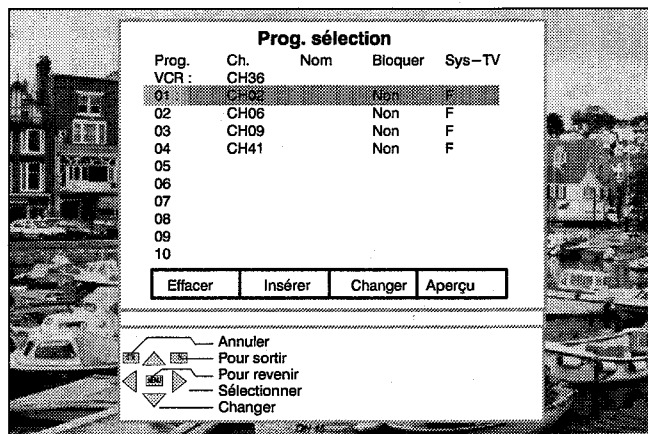 Prog. sélection
Prog. Ch. Nom Bloquer Sys-TV
VCR : CH36
01 CH02 Non F
02 CH06 Non F
03 CH09 Non F
04 CH41 Non F
05
06
07
08
09
10
Effacer Insérer Changer Aperçu
Annuler
Pour sortir
Pour revenir
MENU
Sélectionner
Changer